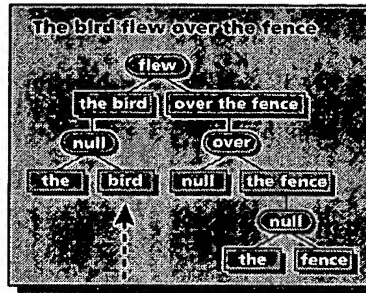 The bird flew over the fence
flew
the bird over the fence
null over
the bird null the fence
null
the fence